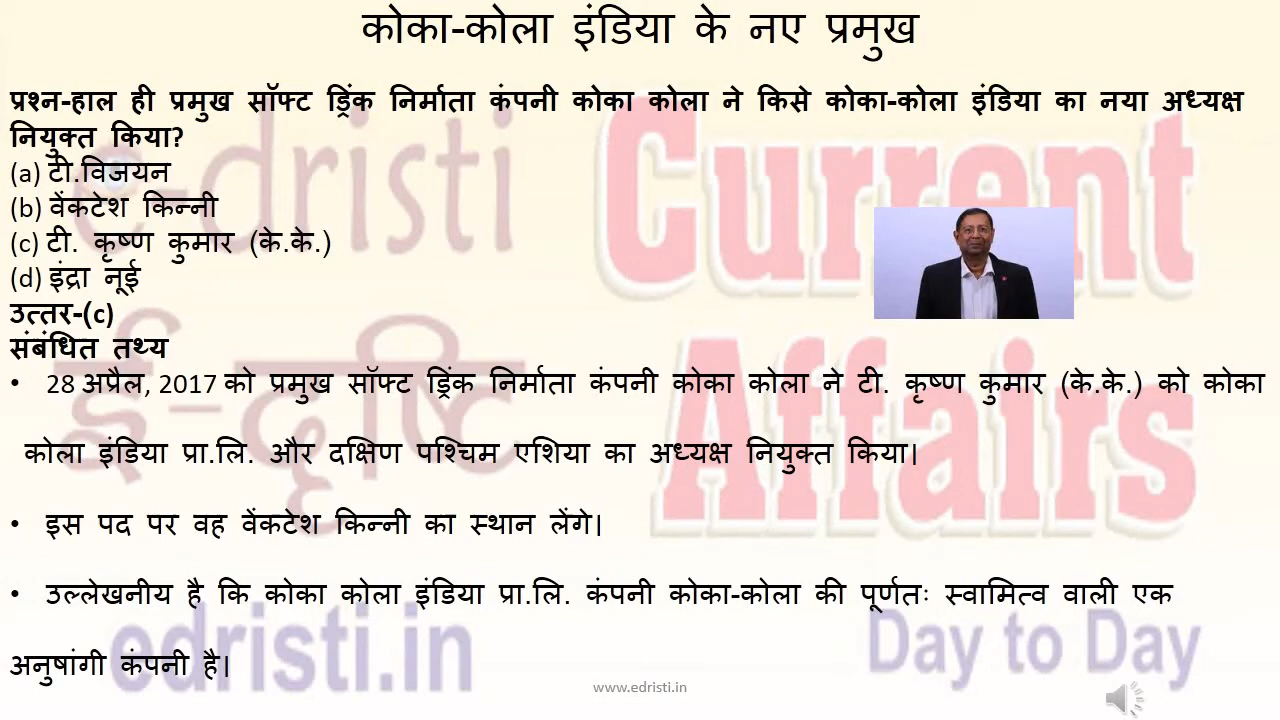 कोका-कोला इंडिया के नए प्रमुख
प्रश्न-हाल ही प्रमुख सॉफ्ट ड्रिंक निर्माता कंपनी कोका कोला ने किसे कोका-कोला इंडिया का नया अध्यक्ष
नियुक्त किया?
(a) टी.विजयन
(b) वेंकटेश किन्नी
(c) टी. कृष्ण कुमार (के.के.)
(d) इंद्रा नूई
उत्तर-(c)
संबंधित तथ्य
• 28 अप्रैल, 2017 को प्रमुख सॉफ्ट ड्रिंक निर्माता कंपनी कोका कोला ने टी. कृष्ण कुमार (के.के.) को कोका
कोला इंडिया प्रा.लि. और दक्षिण पश्चिम एशिया का अध्यक्ष नियुक्त किया।
• इस पद पर वह वेंकटेश किन्नी का स्थान लेंगे।
• उल्लेखनीय है कि कोका कोला इंडिया प्रा.लि. कंपनी कोका-कोला की पूर्णतः स्वामित्व वाली एक
अनुषांगी कंपनी है।
www.edristi.in
e-dristi
ई-दृष्टि
edristi.in
Current
Affairs
Day to Day